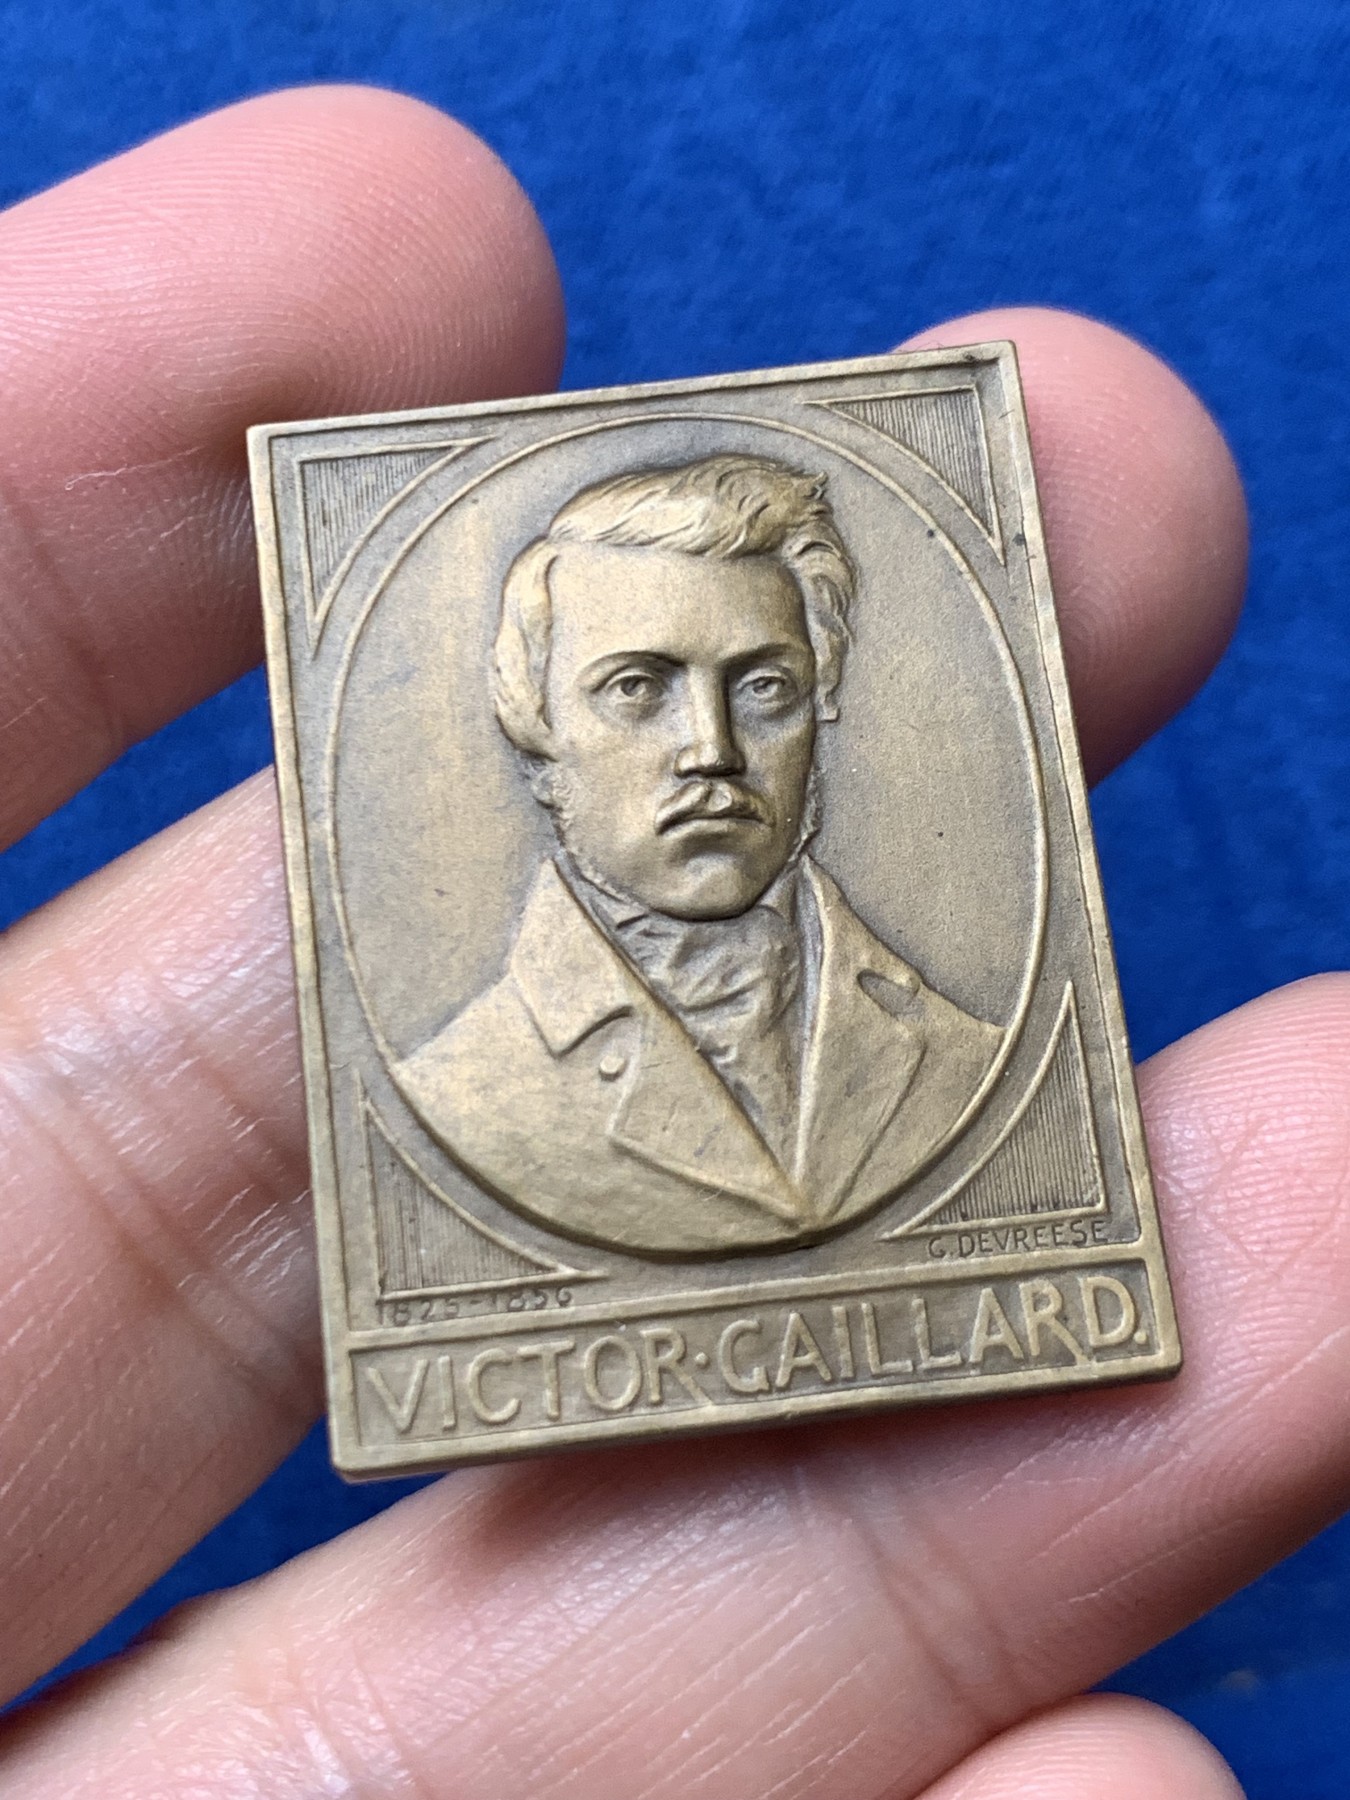 G. DEVREESE
1825-1856
VICTOR·GAILLARD.